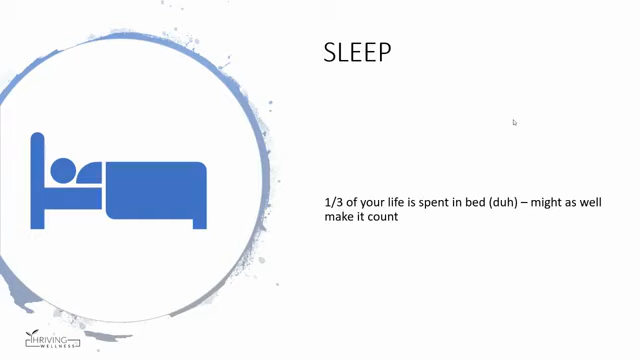 SLEEP
1/3 of your life is spent in bed (duh) – might as well
make it count
THRIVING
WELLNESS